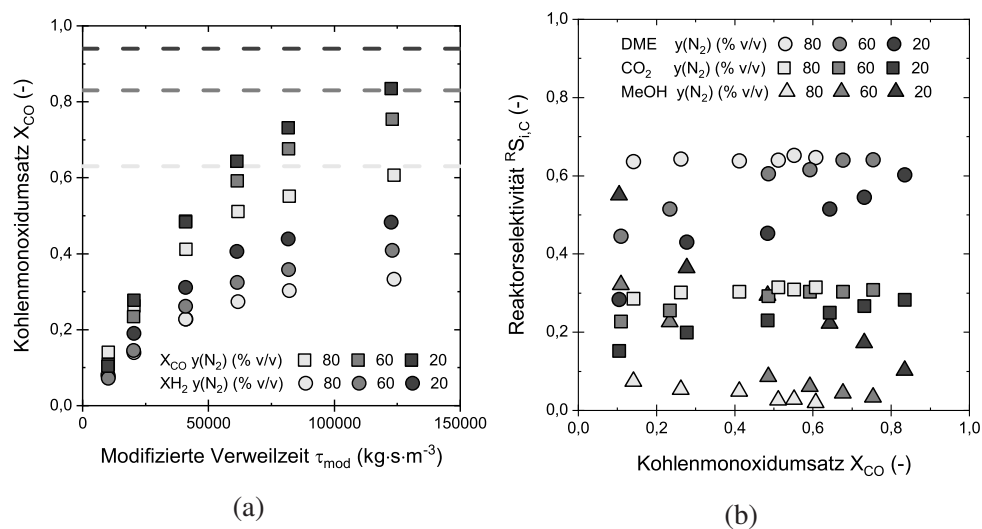 1,0
0,8
0,6
0,4
0,2
0,0
Kohlenmonoxidumsatz X_CO (-)
X_CO y(N₂) (% v/v) 80 60 20
XH₂ y(N₂) (% v/v) 80 60 20
0 50000 100000 150000
Modifizierte Verweilzeit τ_mod (kg·s·m⁻³)
(a)
1,0
0,8
0,6
0,4
0,2
0,0
Reaktorselektivität ᴿS_i,C (-)
DME y(N₂) (% v/v) 80 60 20
CO₂ y(N₂) (% v/v) 80 60 20
MeOH y(N₂) (% v/v) 80 60 20
0,0 0,2 0,4 0,6 0,8 1,0
Kohlenmonoxidumsatz X_CO (-)
(b)